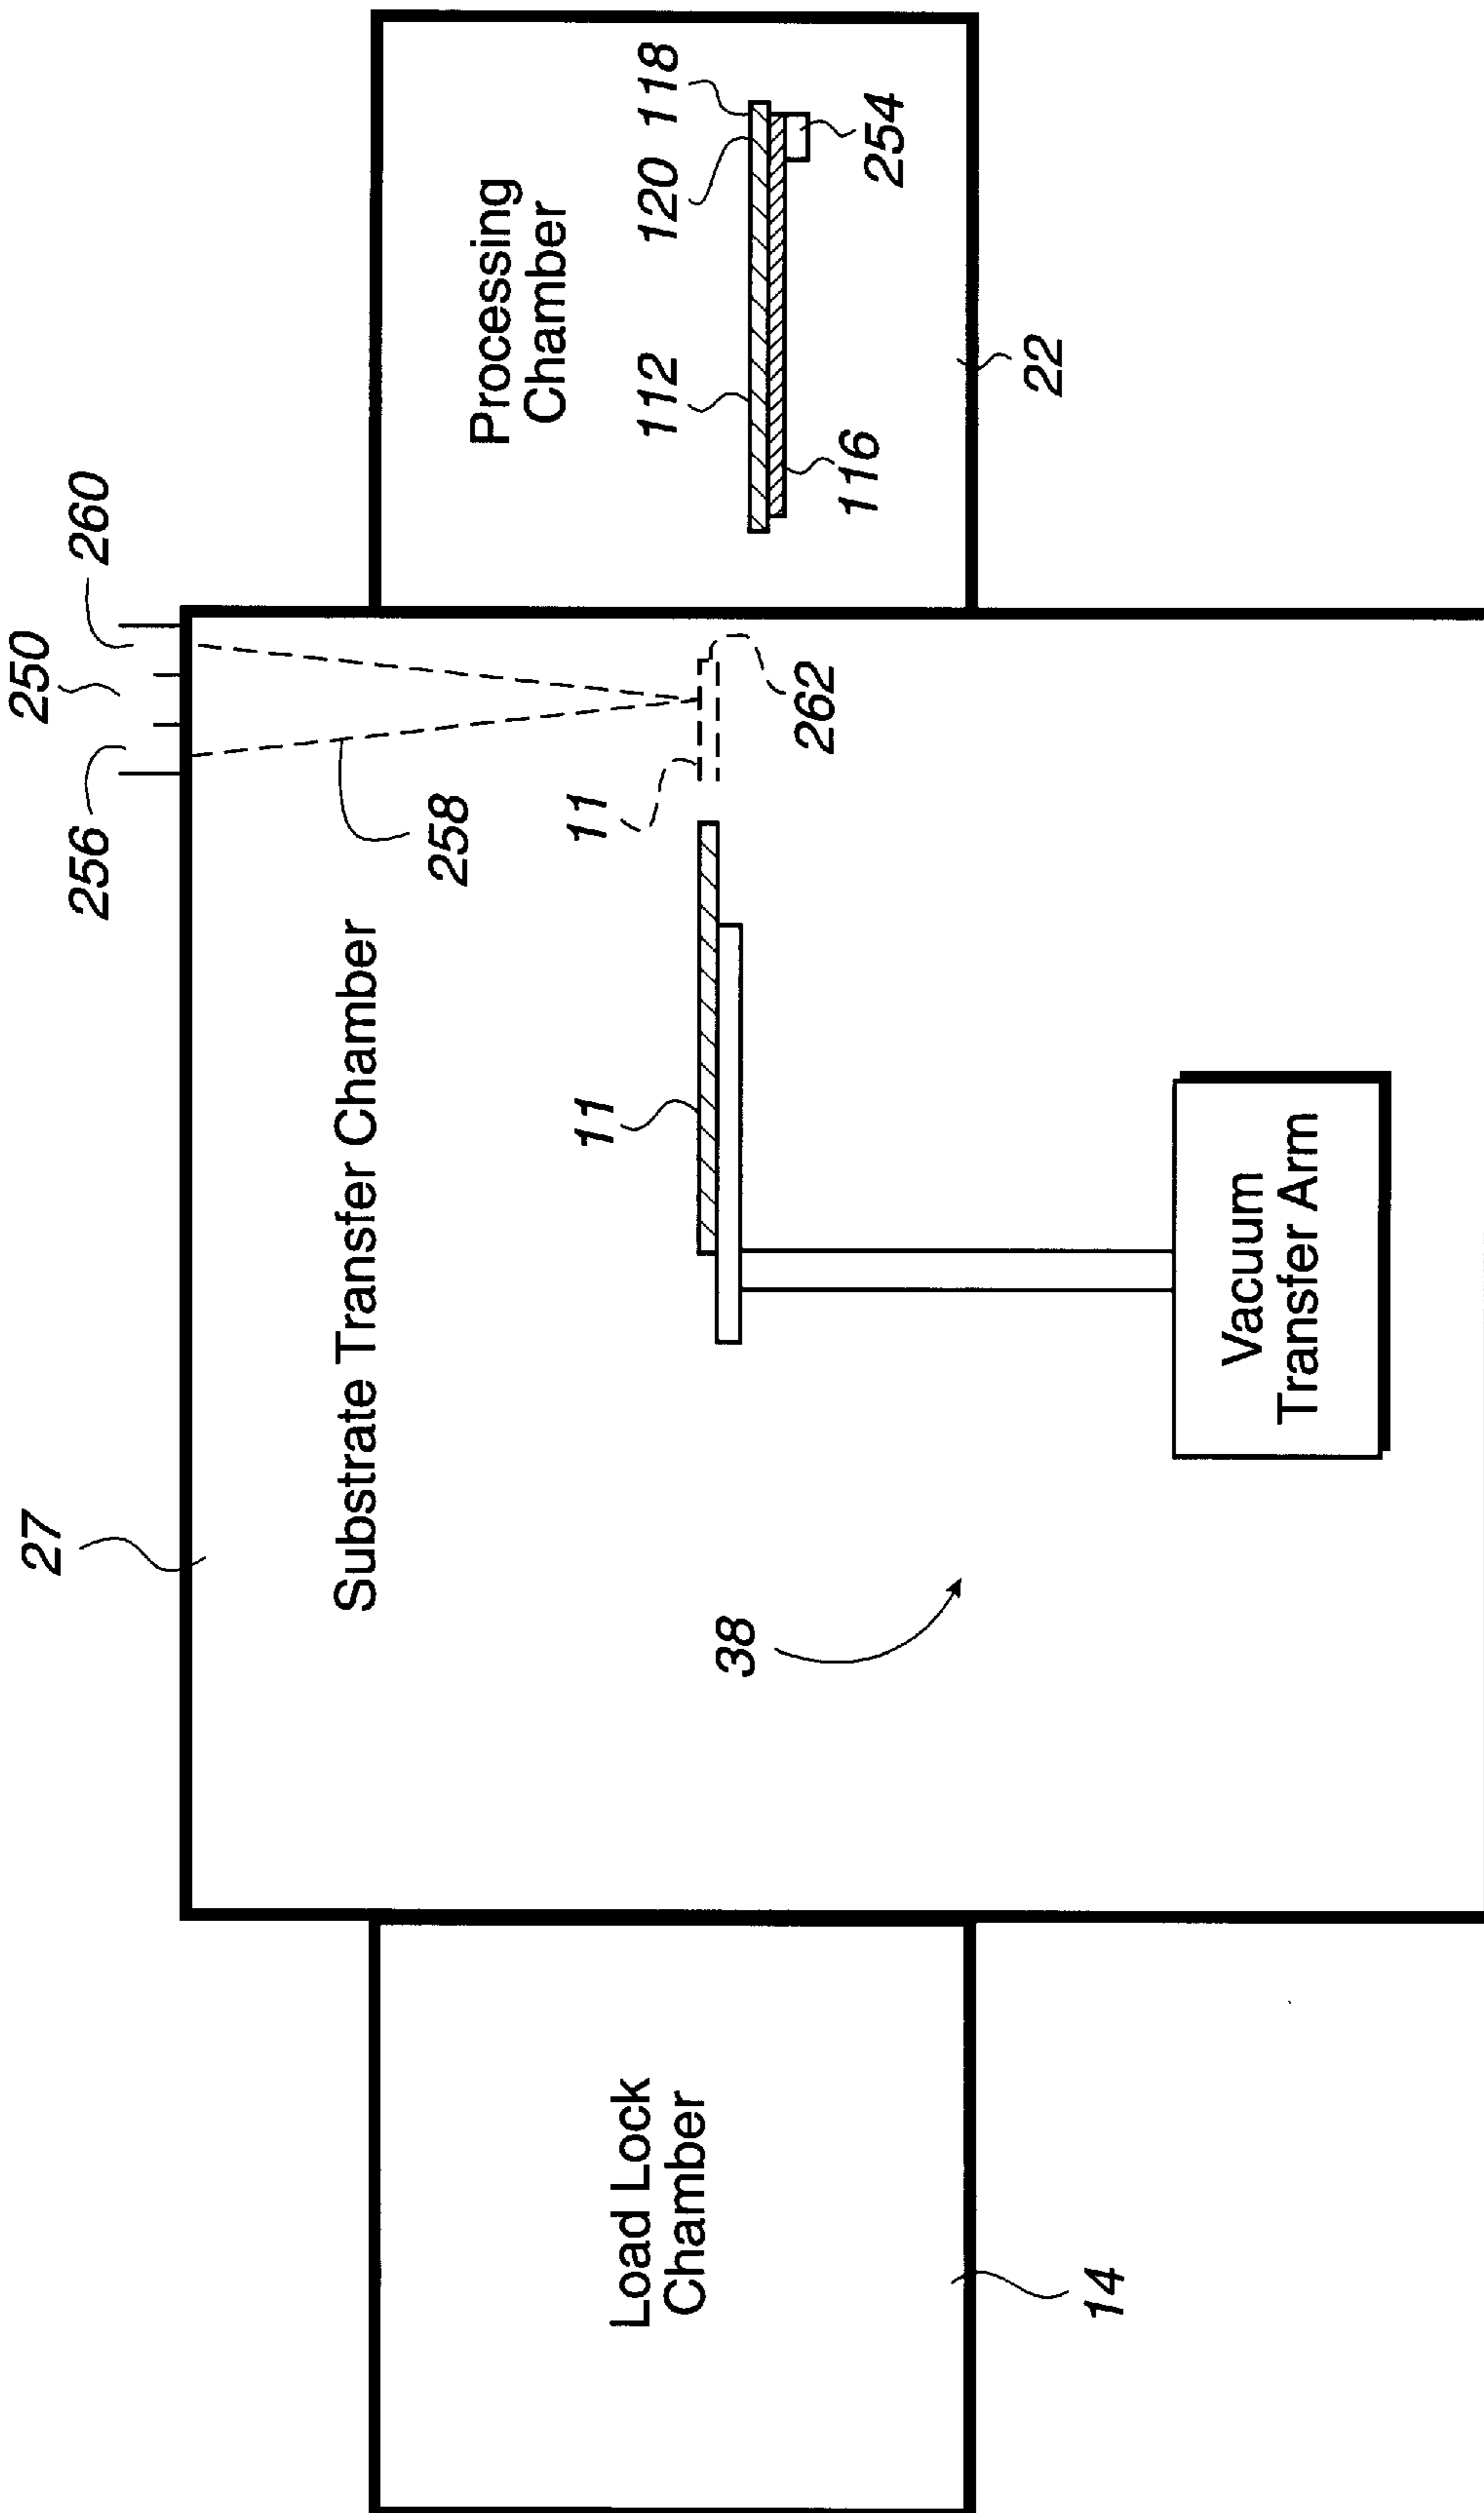 27
256
250
260
Substrate Transfer Chamber
258
11
11
262
38
Vacuum
Transfer Arm
Load Lock
Chamber
14
Processing
Chamber
112
120
118
116
254
22